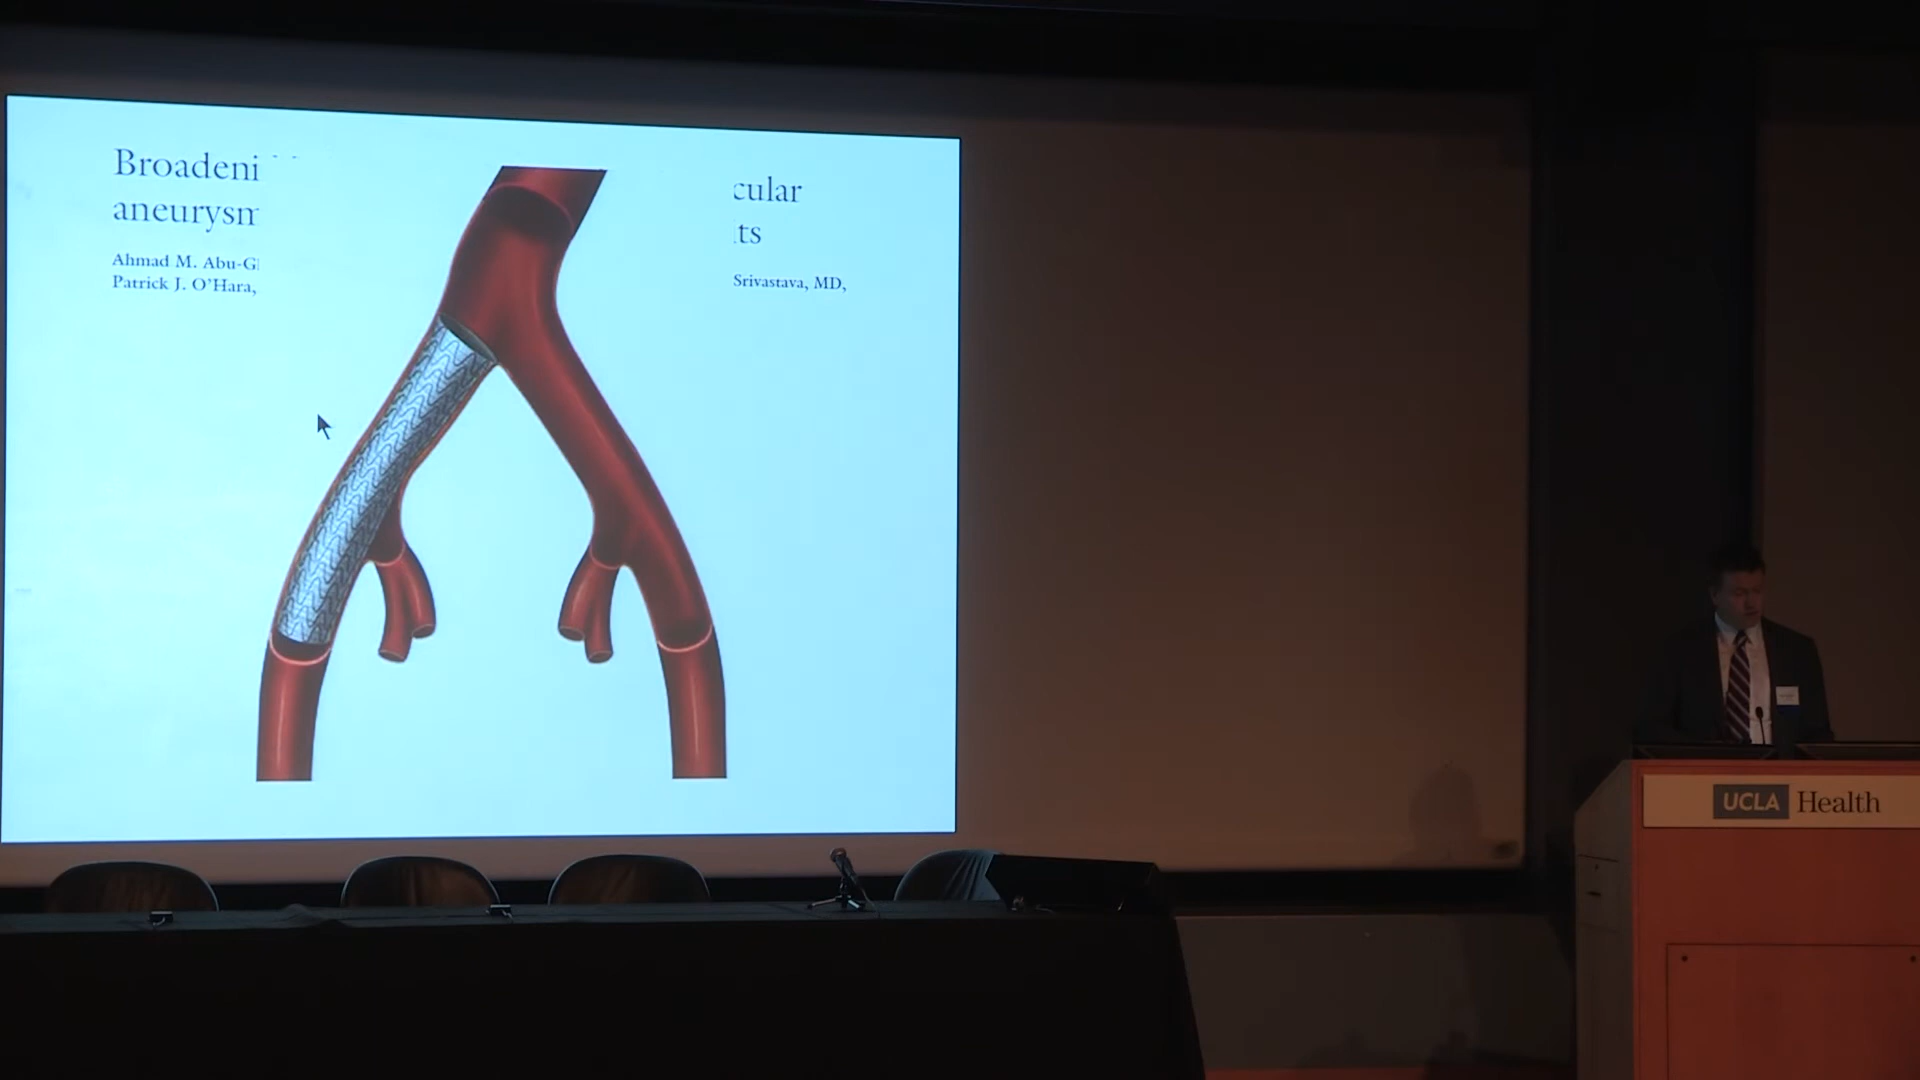 Broadeni cular
aneurysm ts
Ahmad M. Abu-G
Patrick J. O'Hara, Srivastava, MD,
UCLA Health